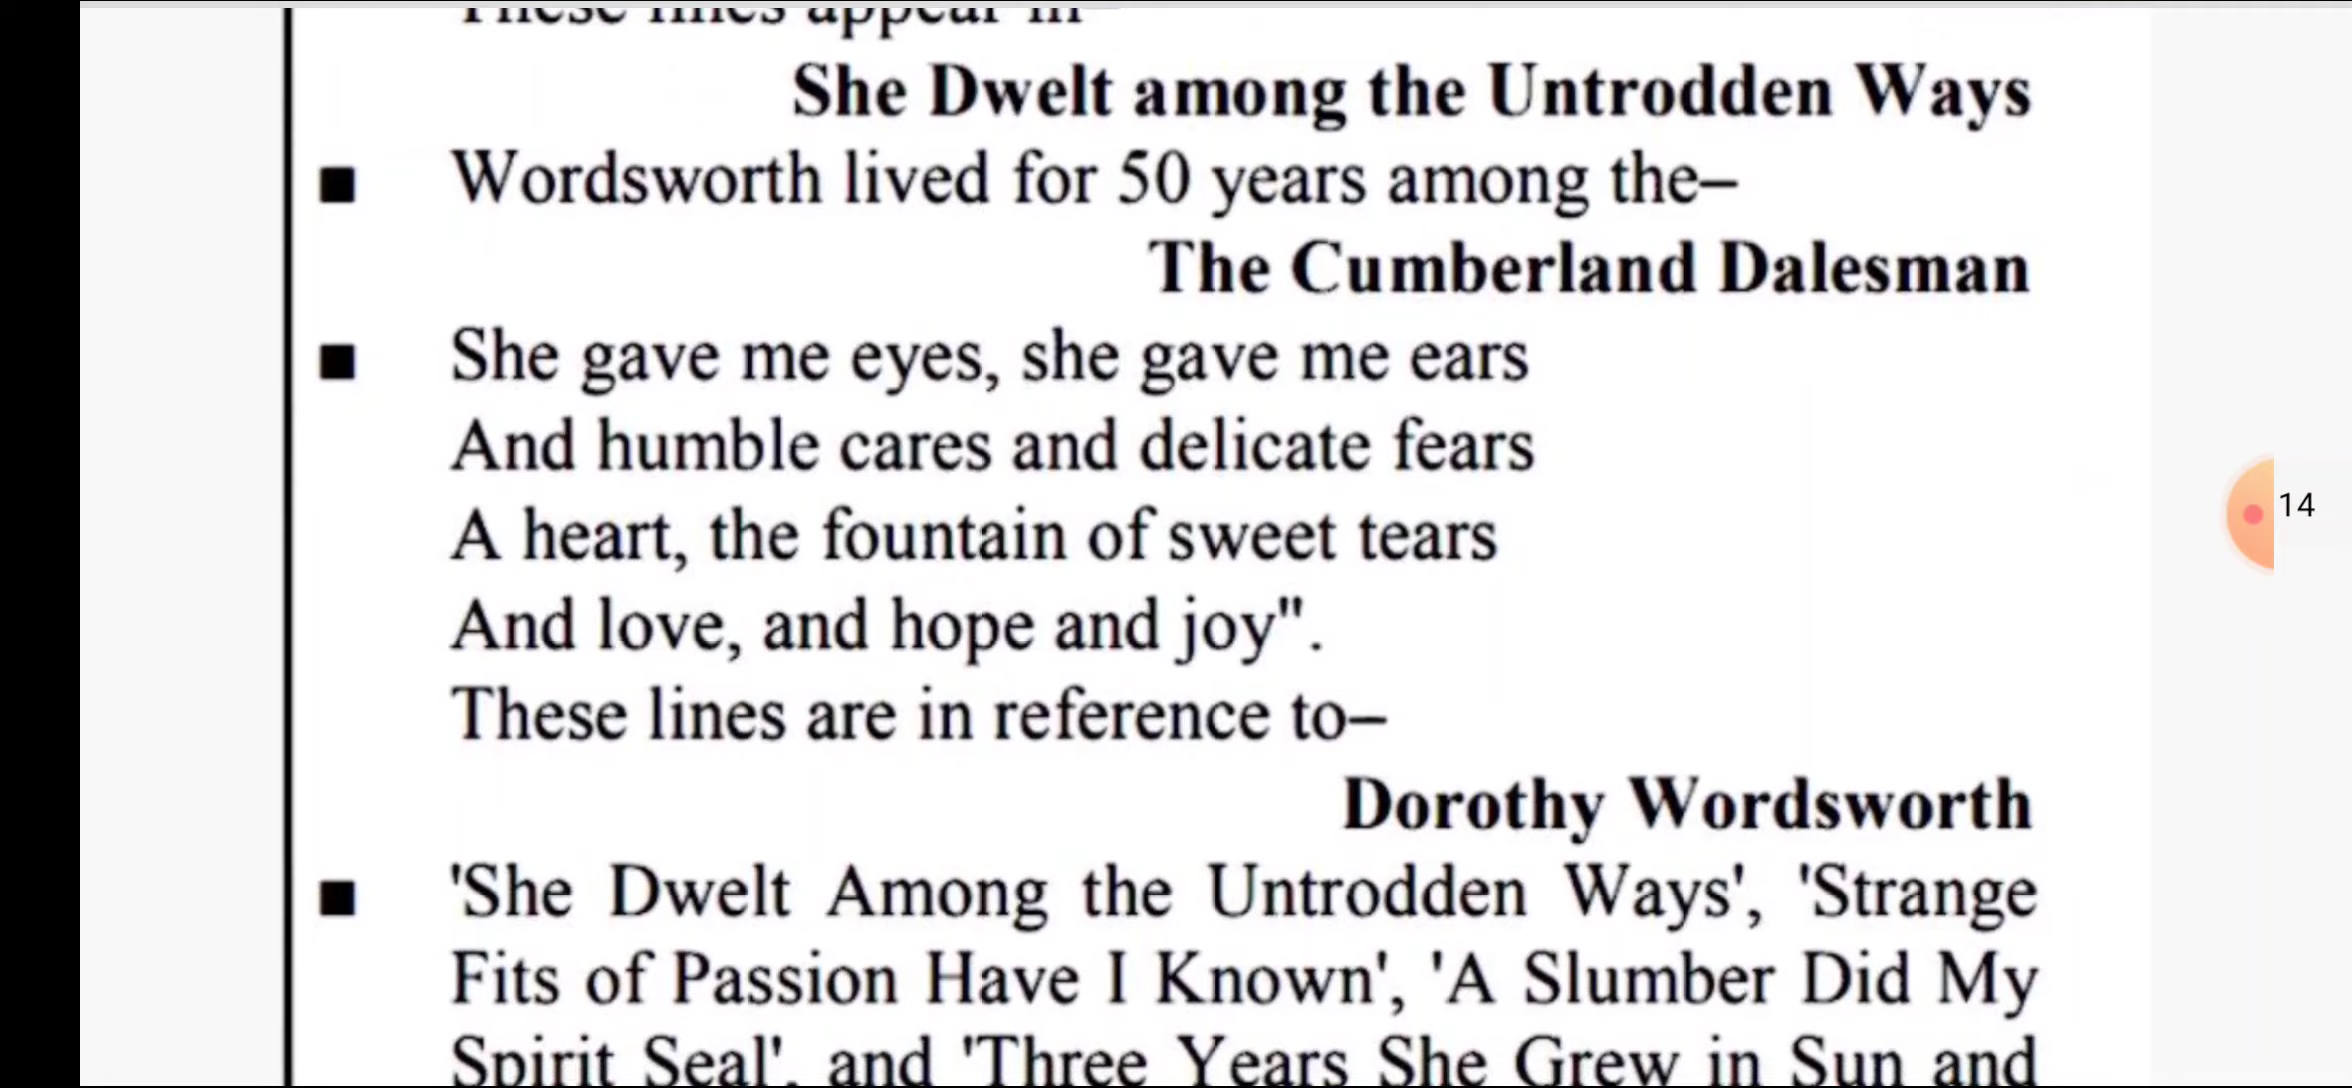 These lines appear in
She Dwelt among the Untrodden Ways
■ Wordsworth lived for 50 years among the–
The Cumberland Dalesman
■ She gave me eyes, she gave me ears
And humble cares and delicate fears
A heart, the fountain of sweet tears
And love, and hope and joy".
These lines are in reference to–
Dorothy Wordsworth
■ 'She Dwelt Among the Untrodden Ways', 'Strange
Fits of Passion Have I Known', 'A Slumber Did My
Spirit Seal', and 'Three Years She Grew in Sun and
14